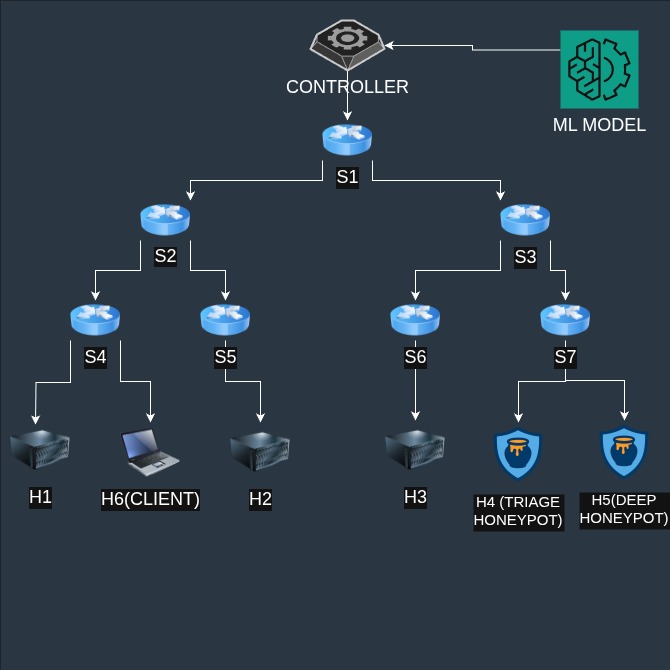 CONTROLLER
ML MODEL
S1
S2
S3
S4
S5
S6
S7
H1
H6(CLIENT)
H2
H3
H4 (TRIAGE
HONEYPOT)
H5(DEEP
HONEYPOT)